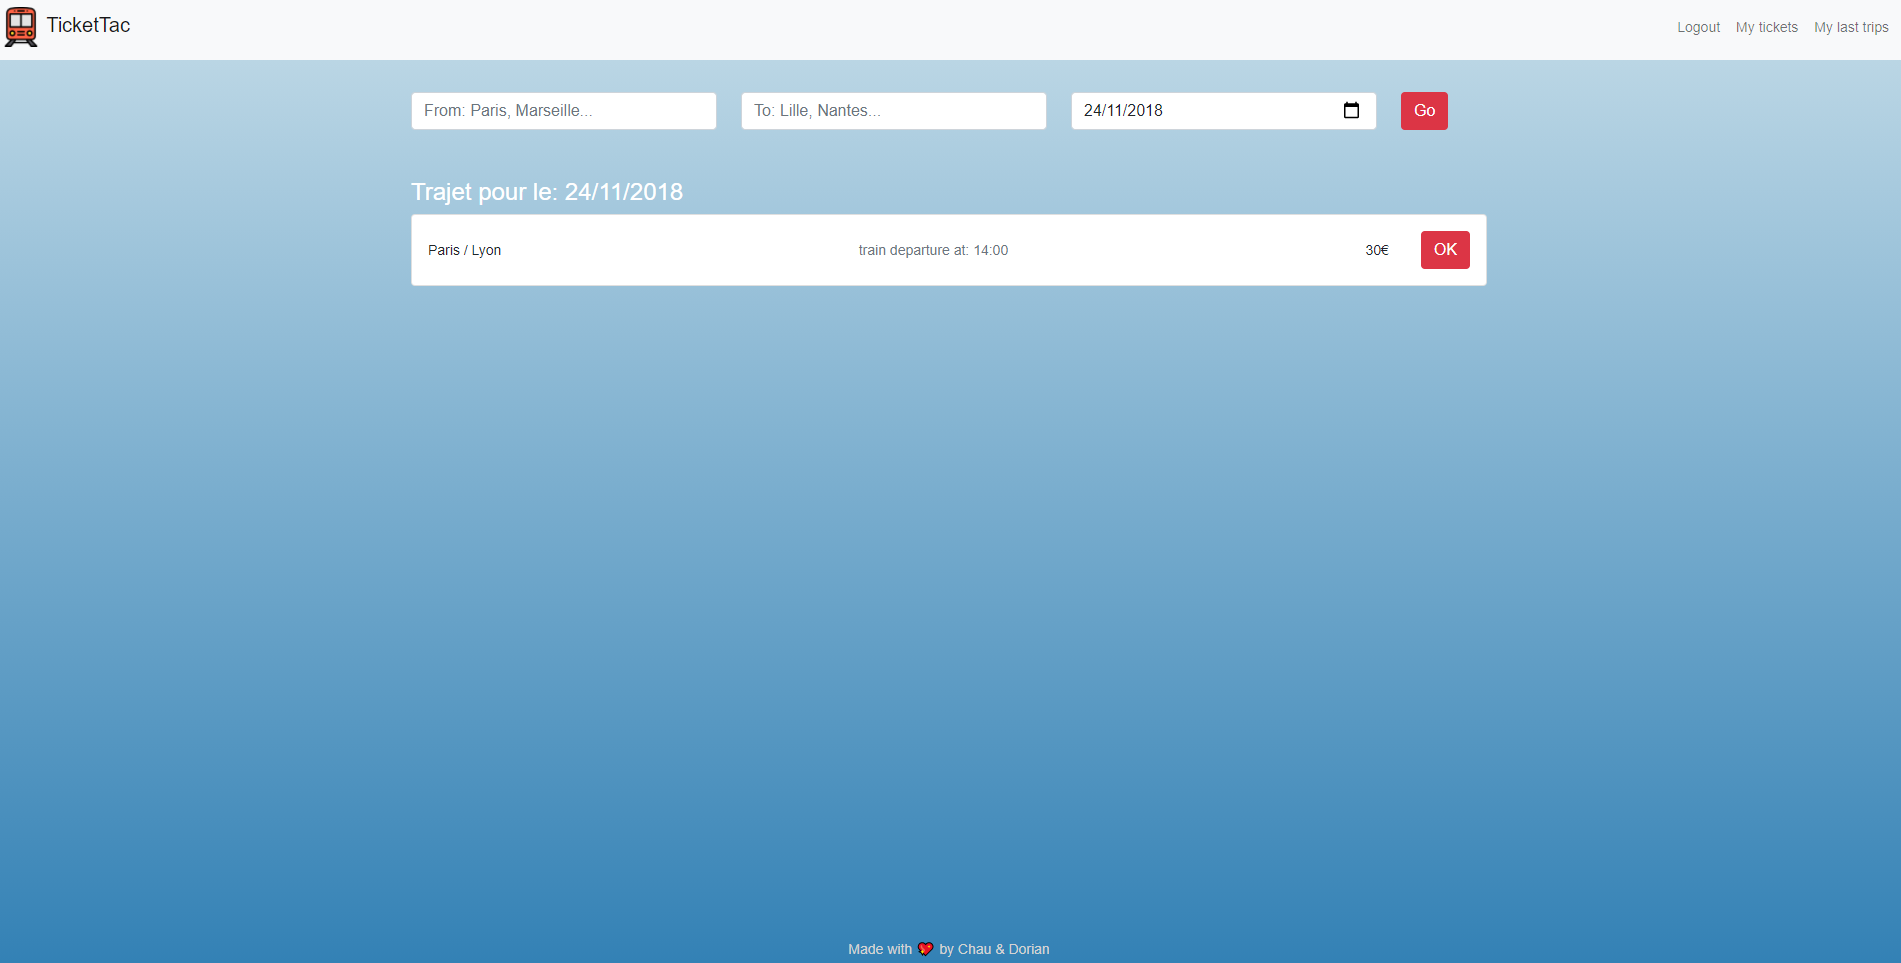 TicketTac
Logout My tickets My last trips
From: Paris, Marseille... To: Lille, Nantes... 24/11/2018 Go
Trajet pour le: 24/11/2018
Paris / Lyon train departure at: 14:00 30€ OK
Made with 💖 by Chau & Dorian